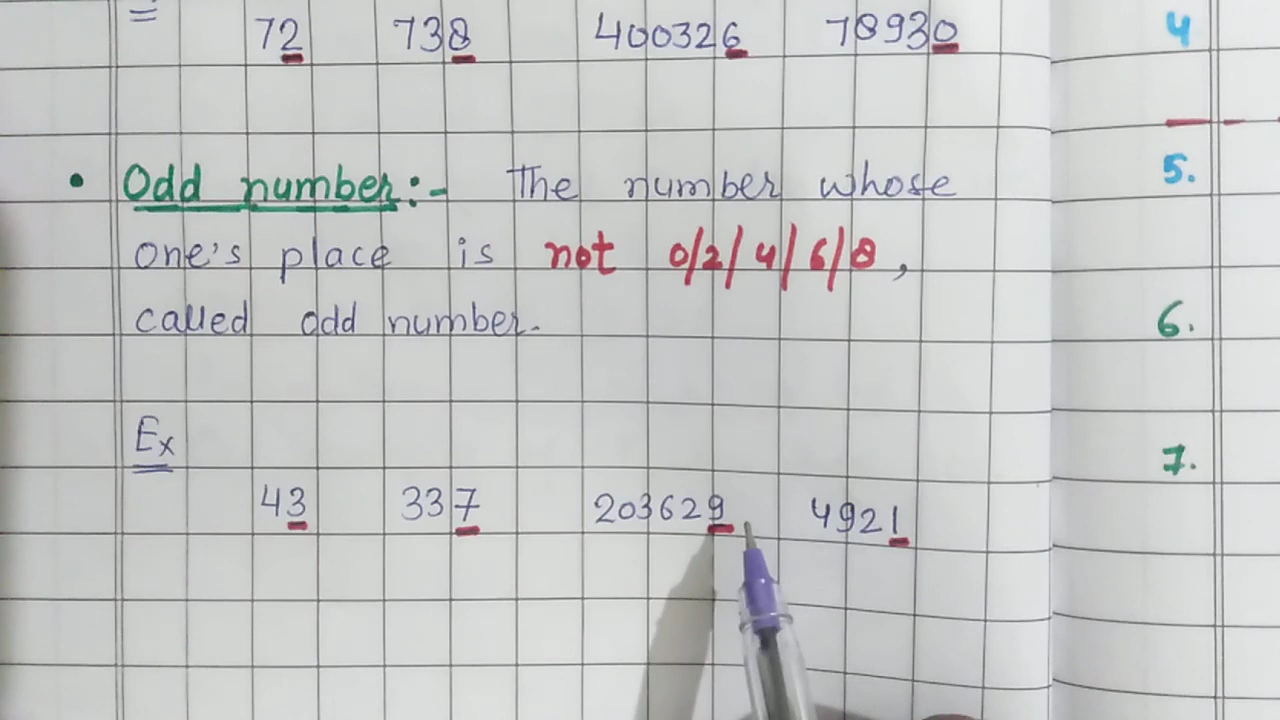 72 738 400326 78930
• Odd number:- The number whose
one's place is not 0/2/4/6/8,
called odd number.
Ex
43 337 203629 4921
4
5.
6.
7.